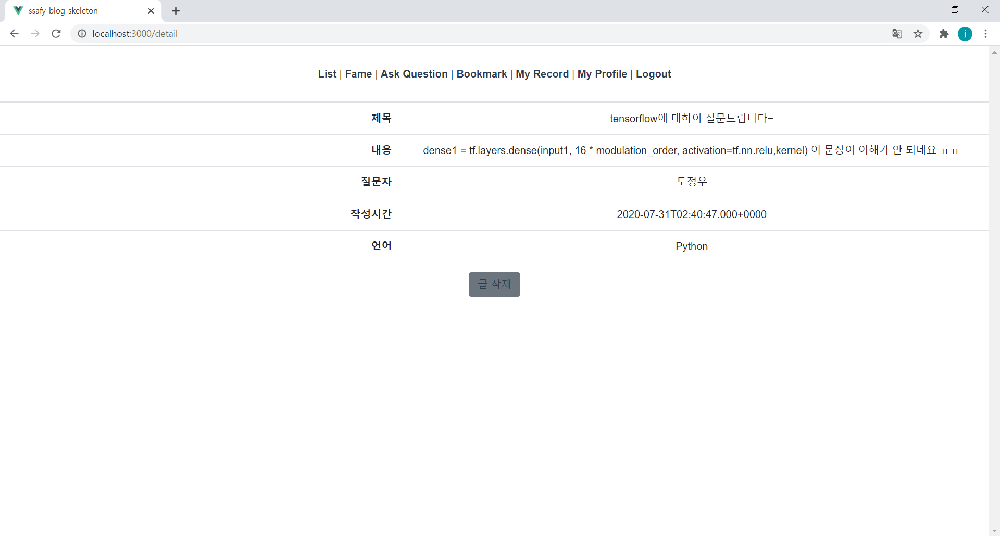 ssafy-blog-skeleton
localhost:3000/detail
j
List | Fame | Ask Question | Bookmark | My Record | My Profile | Logout
제목 tensorflow에 대하여 질문드립니다~
내용 dense1 = tf.layers.dense(input1, 16 * modulation_order, activation=tf.nn.relu,kernel) 이 문장이 이해가 안 되네요 ㅠㅠ
질문자 도정우
작성시간 2020-07-31T02:40:47.000+0000
언어 Python
글 삭제